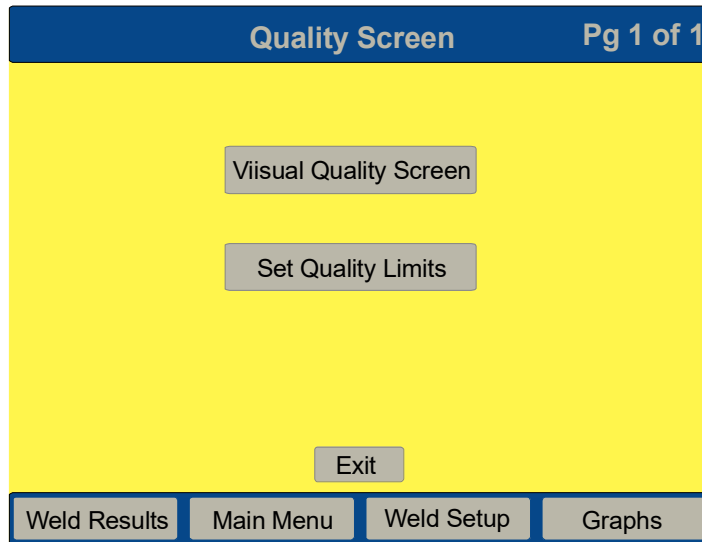 Quality Screen Pg 1 of 1
Viisual Quality Screen
Set Quality Limits
Exit
Weld Results Main Menu Weld Setup Graphs